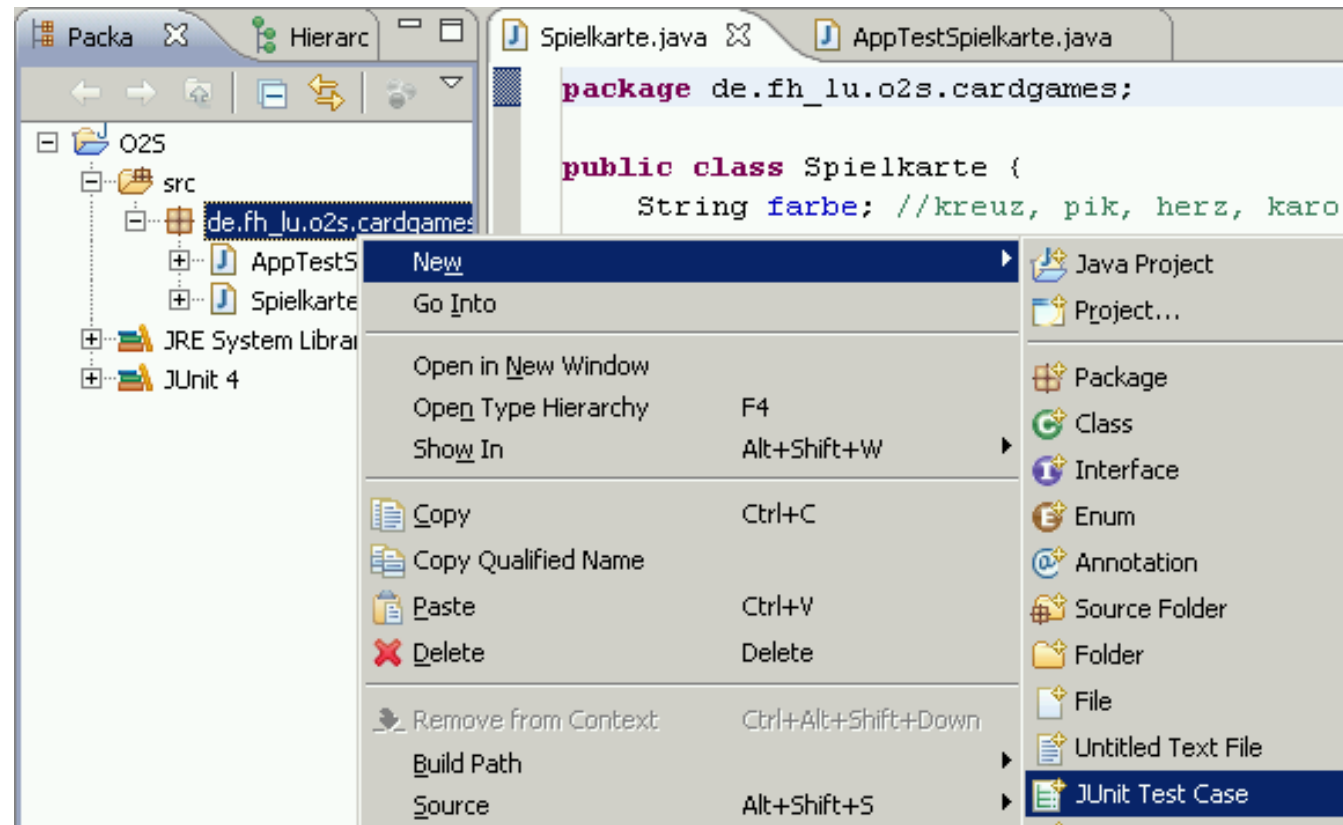 Packa
Hierarc
Spielkarte.java
AppTestSpielkarte.java
package de.fh_lu.o2s.cardgames;
public class Spielkarte {
String farbe; //kreuz, pik, herz, karo
O2S
src
de.fh_lu.o2s.cardgames
AppTestS
Spielkarte
JRE System Librar
JUnit 4
New
Go Into
Open in New Window
Open Type Hierarchy F4
Show In Alt+Shift+W
Copy Ctrl+C
Copy Qualified Name
Paste Ctrl+V
Delete Delete
Remove from Context Ctrl+Alt+Shift+Down
Build Path
Source Alt+Shift+S
Java Project
Project...
Package
Class
Interface
Enum
Annotation
Source Folder
Folder
File
Untitled Text File
JUnit Test Case